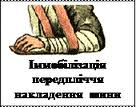 Іммобілізація
передпліччя
накладення шини